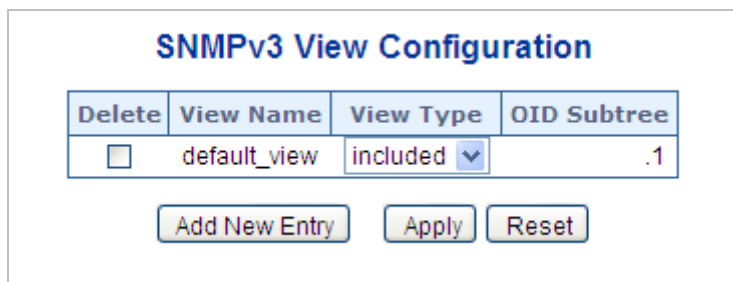 SNMPv3 View Configuration
Delete View Name View Type OID Subtree
default_view included .1
Add New Entry Apply Reset